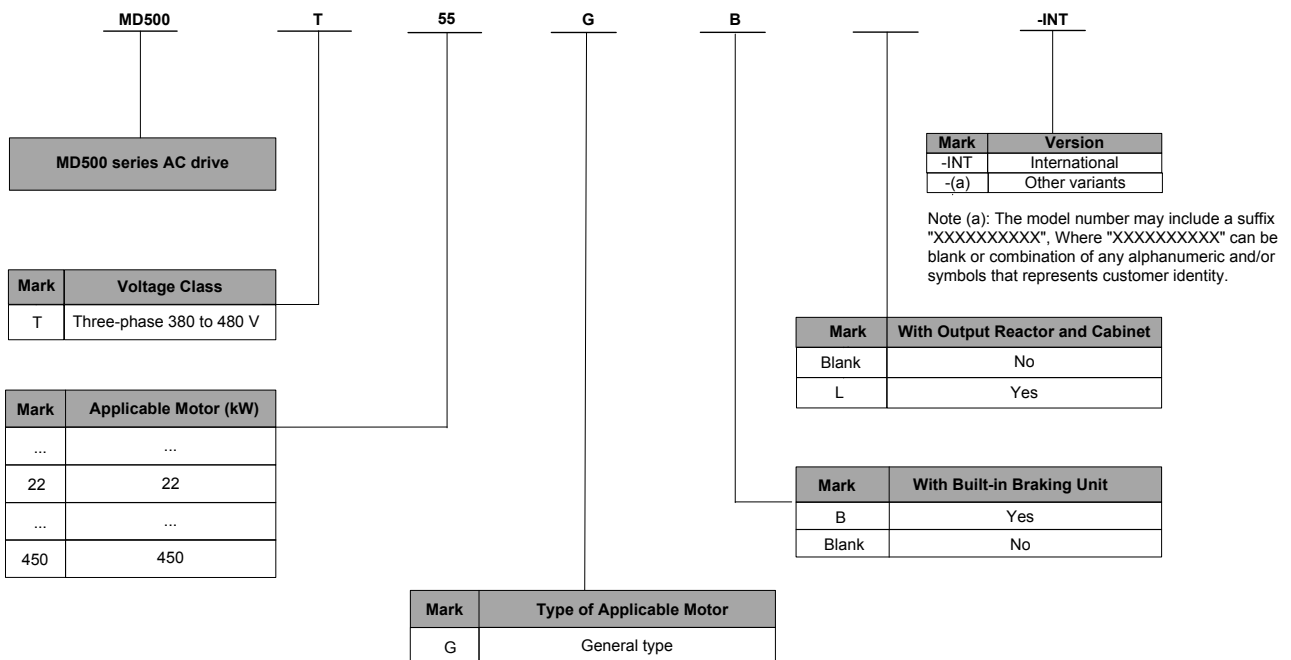 MD500 T 55 G B -INT
MD500 series AC drive
Mark Version
-INT International
-(a) Other variants
Note (a): The model number may include a suffix
"XXXXXXXXXX", Where "XXXXXXXXXX" can be
blank or combination of any alphanumeric and/or
symbols that represents customer identity.
Mark Voltage Class
T Three-phase 380 to 480 V
Mark With Output Reactor and Cabinet
Blank No
L Yes
Mark Applicable Motor (kW)
... ...
22 22
... ...
450 450
Mark With Built-in Braking Unit
B Yes
Blank No
Mark Type of Applicable Motor
G General type